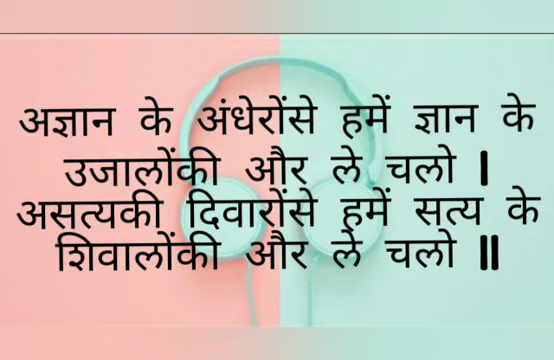 अज्ञान के अंधेरोंसे हमें ज्ञान के
उजालोंकी और ले चलो |
असत्यकी दिवारोंसे हमें सत्य के
शिवालोंकी और ले चलो ||